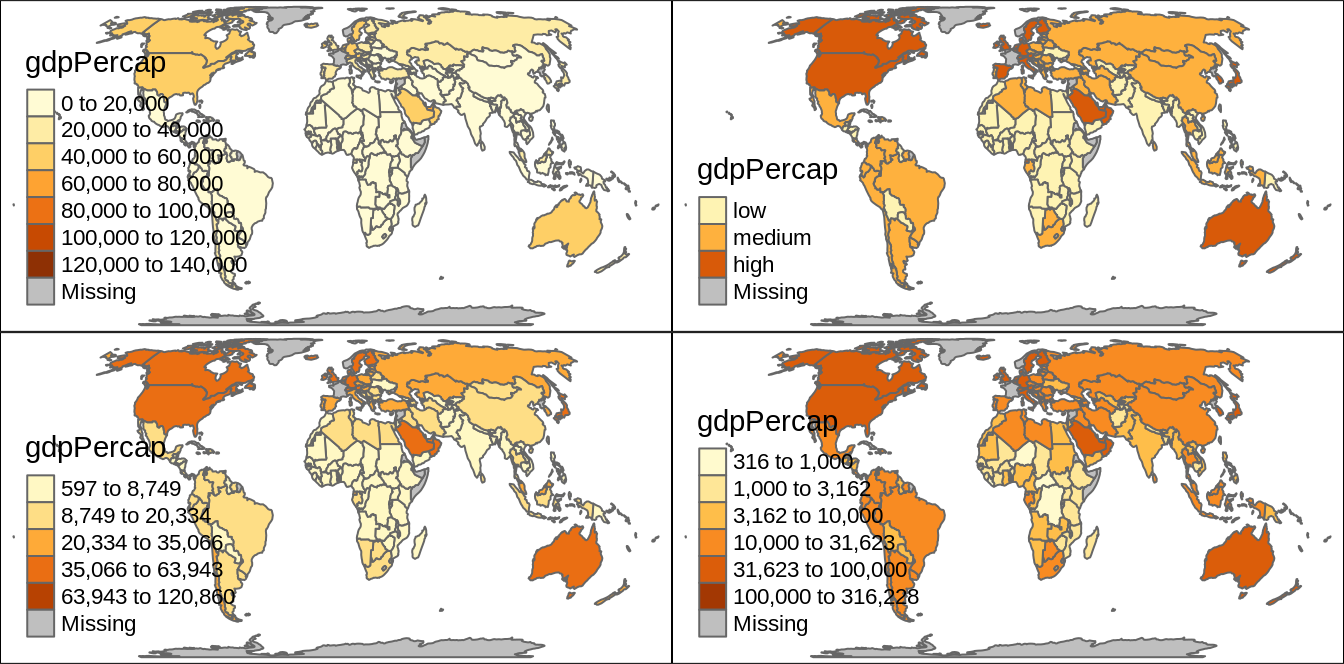 gdpPercap
0 to 20,000
20,000 to 40,000
40,000 to 60,000
60,000 to 80,000
80,000 to 100,000
100,000 to 120,000
120,000 to 140,000
Missing
gdpPercap
low
medium
high
Missing
gdpPercap
597 to 8,749
8,749 to 20,334
20,334 to 35,066
35,066 to 63,943
63,943 to 120,860
Missing
gdpPercap
316 to 1,000
1,000 to 3,162
3,162 to 10,000
10,000 to 31,623
31,623 to 100,000
100,000 to 316,228
Missing